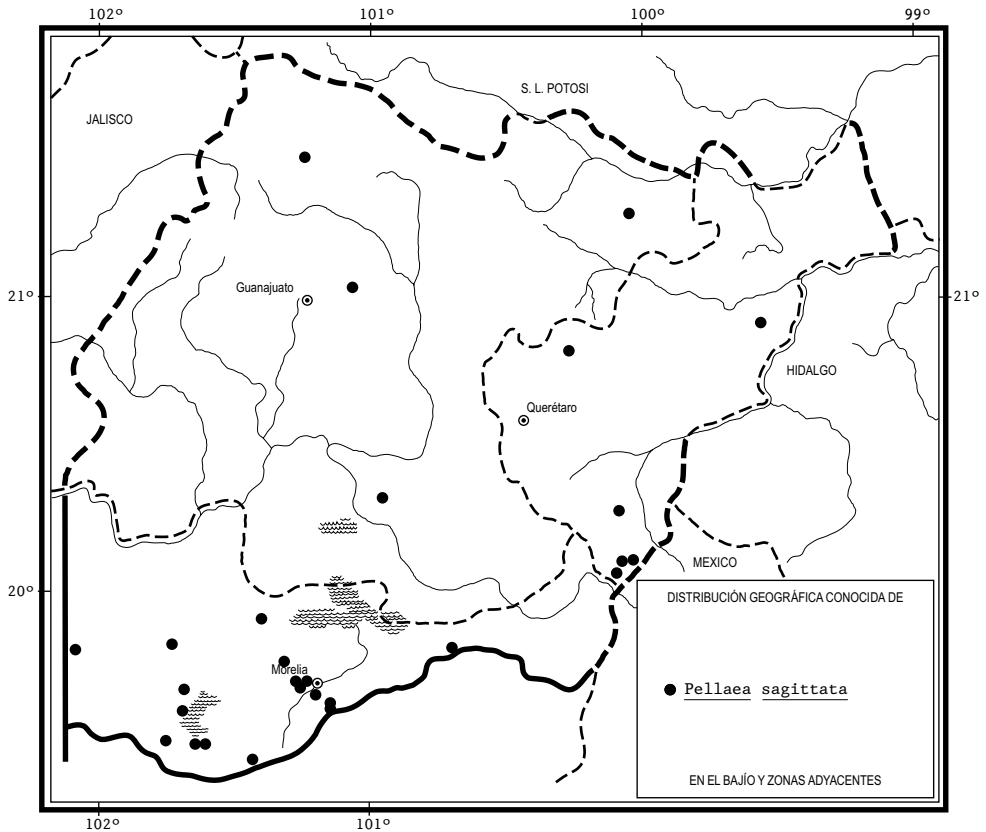 102º 101º 100º 99º
S. L. POTOSI
JALISCO
Guanajuato
21º 21º
HIDALGO
Querétaro
MEXICO
20º
DISTRIBUCIÓN GEOGRÁFICA CONOCIDA DE
Morelia
Pellaea sagittata
EN EL BAJÍO Y ZONAS ADYACENTES
102º 101º